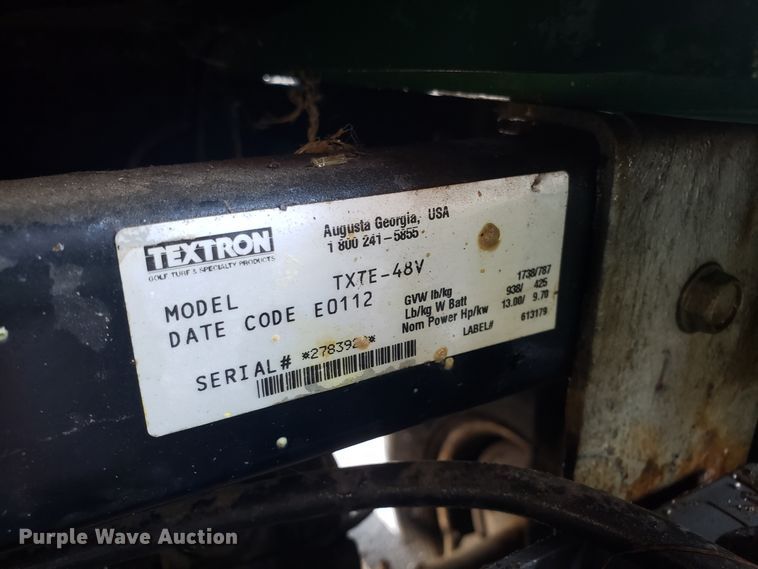 TEXTRON
GOLF TURF & SPECIALTY PRODUCTS
Augusta Georgia, USA
1 800 241-5855
MODEL TXTE-48V
DATE CODE E0112
GVW lb/kg 1738/787
Lb/kg W Batt 938/ 425
Nom Power Hp/kw 13.00/ 9.70
LABEL# 613179
SERIAL#
Purple Wave Auction